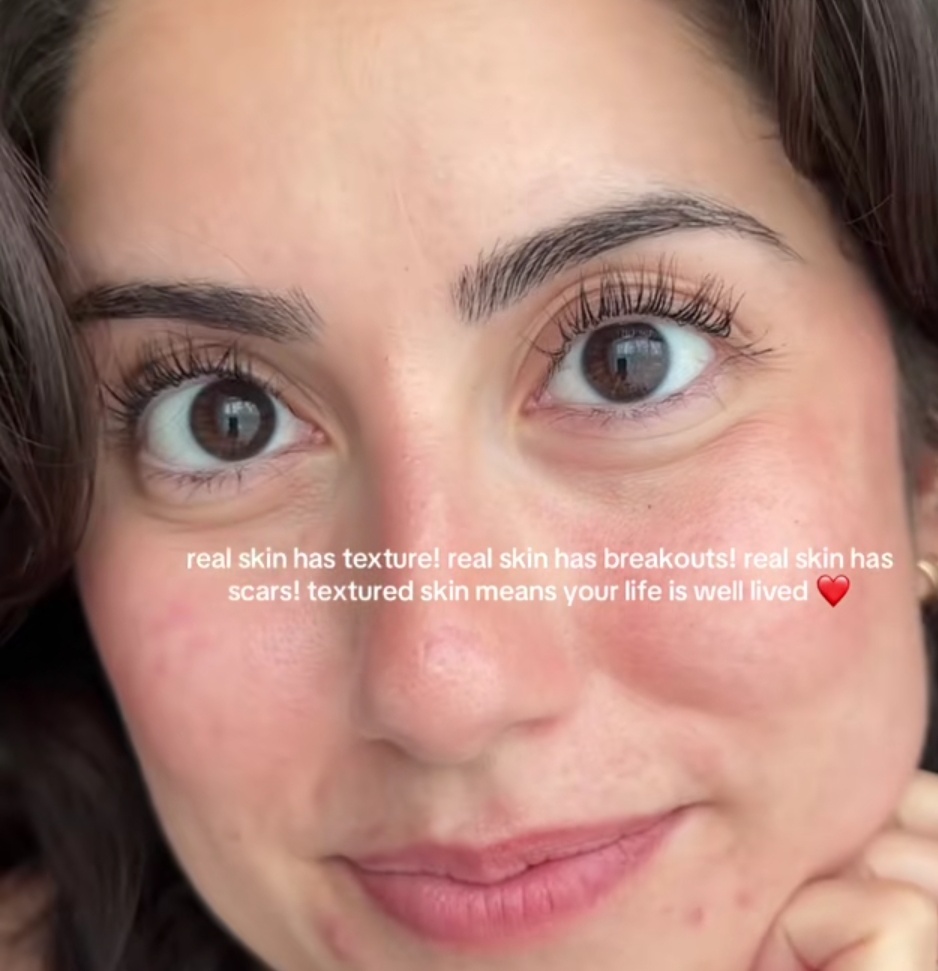 real skin has texture! real skin has breakouts! real skin has
scars! textured skin means your life is well lived ❤️